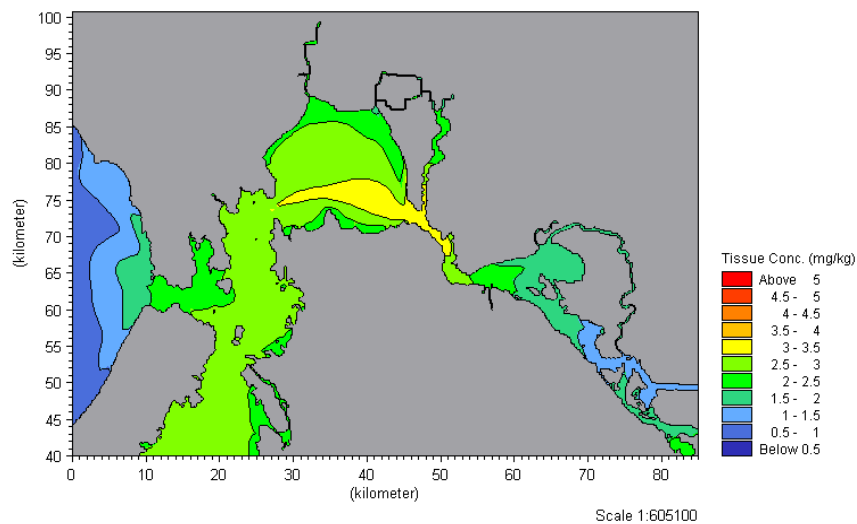 100
95
90
85
80
75
70
65
60
55
50
45
40
(kilometer)
0 10 20 30 40 50 60 70 80
(kilometer)
Scale 1:605100
Tissue Conc. (mg/kg)
Above 5
4.5 - 5
4 - 4.5
3.5 - 4
3 - 3.5
2.5 - 3
2 - 2.5
1.5 - 2
1 - 1.5
0.5 - 1
Below 0.5